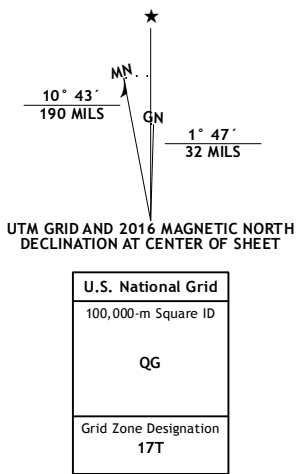 ★
MN
GN
10° 43´
190 MILS
1° 47´
32 MILS
UTM GRID AND 2016 MAGNETIC NORTH
DECLINATION AT CENTER OF SHEET
U.S. National Grid
100,000-m Square ID
QG
Grid Zone Designation
17T